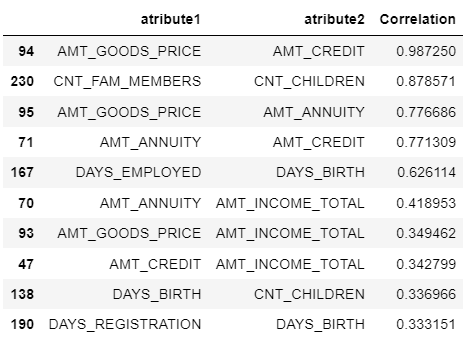 atribute1 atribute2 Correlation
94 AMT_GOODS_PRICE AMT_CREDIT 0.987250
230 CNT_FAM_MEMBERS CNT_CHILDREN 0.878571
95 AMT_GOODS_PRICE AMT_ANNUITY 0.776686
71 AMT_ANNUITY AMT_CREDIT 0.771309
167 DAYS_EMPLOYED DAYS_BIRTH 0.626114
70 AMT_ANNUITY AMT_INCOME_TOTAL 0.418953
93 AMT_GOODS_PRICE AMT_INCOME_TOTAL 0.349462
47 AMT_CREDIT AMT_INCOME_TOTAL 0.342799
138 DAYS_BIRTH CNT_CHILDREN 0.336966
190 DAYS_REGISTRATION DAYS_BIRTH 0.333151